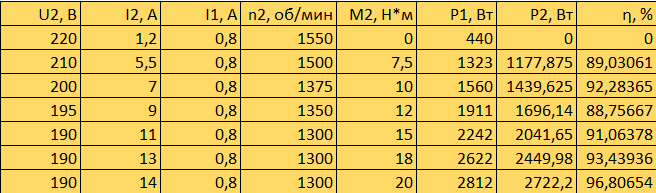 U2, В I2, А I1, А n2, об/мин М2, Н*м Р1, Вт Р2, Вт η, %
220 1,2 0,8 1550 0 440 0 0
210 5,5 0,8 1500 7,5 1323 1177,875 89,03061
200 7 0,8 1375 10 1560 1439,625 92,28365
195 9 0,8 1350 12 1911 1696,14 88,75667
190 11 0,8 1300 15 2242 2041,65 91,06378
190 13 0,8 1300 18 2622 2449,98 93,43936
190 14 0,8 1300 20 2812 2722,2 96,80654